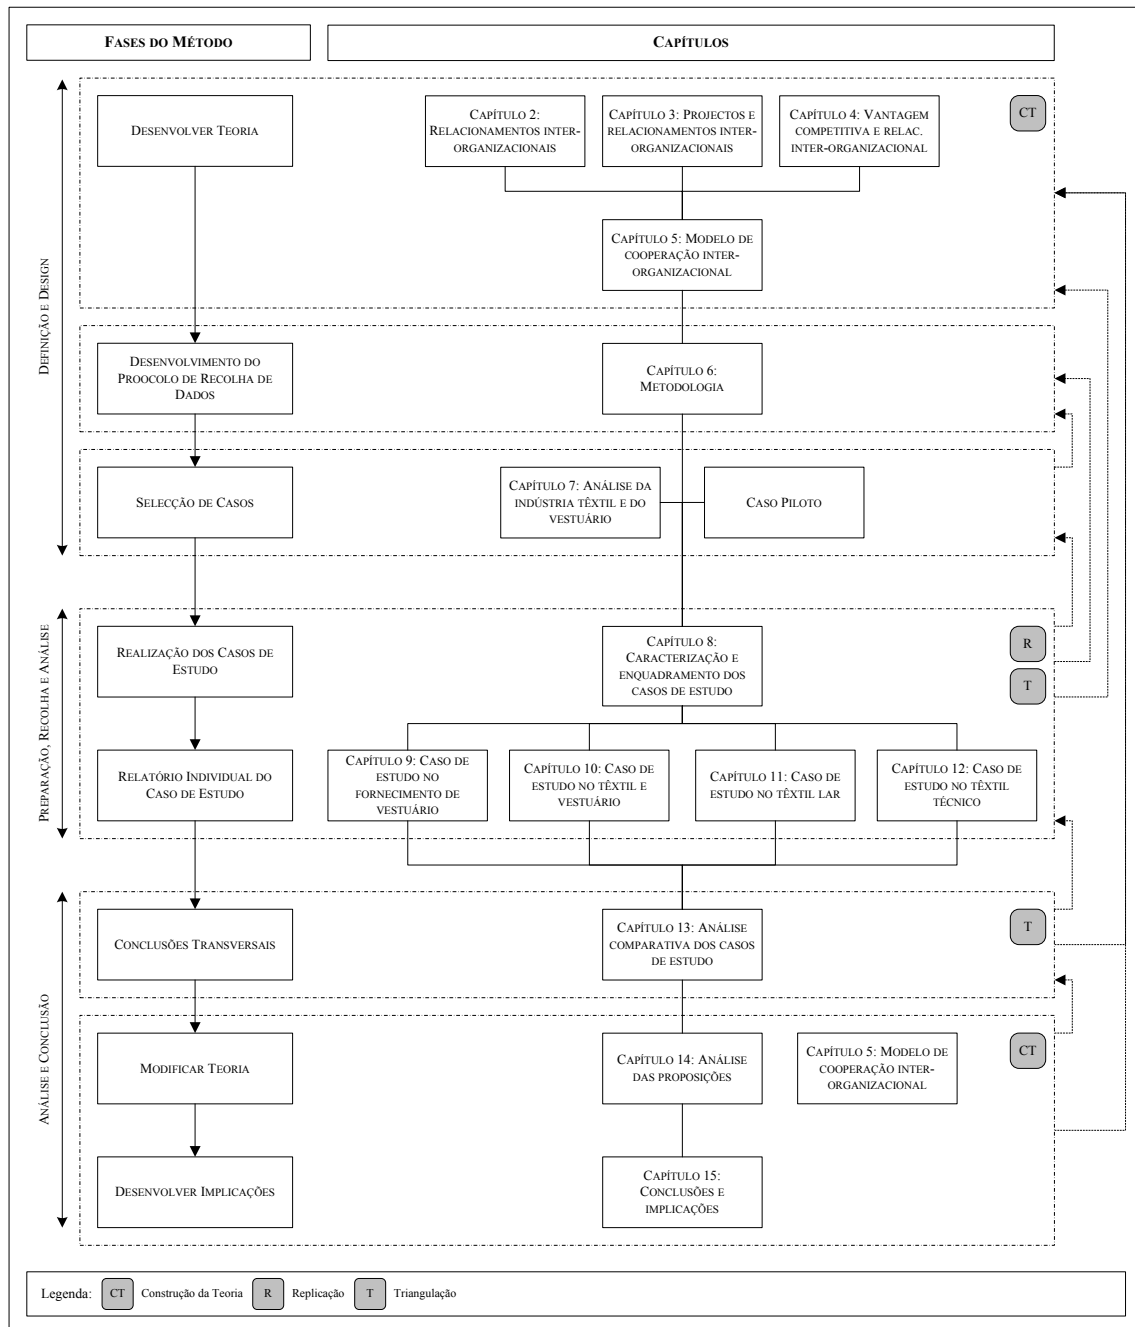 FASES DO MÉTODO
CAPÍTULOS
DEFINIÇÃO E DESIGN
DESENVOLVER TEORIA
CAPÍTULO 2:
RELACIONAMENTOS INTER-
ORGANIZACIONAIS
CAPÍTULO 3: PROJECTOS E
RELACIONAMENTOS INTER-
ORGANIZACIONAIS
CAPÍTULO 4: VANTAGEM
COMPETITIVA E RELAC.
INTER-ORGANIZACIONAL
CT
CAPÍTULO 5: MODELO DE
COOPERAÇÃO INTER-
ORGANIZACIONAL
DESENVOLVIMENTO DO
PROOCOLO DE RECOLHA DE
DADOS
CAPÍTULO 6:
METODOLOGIA
SELECÇÃO DE CASOS
CAPÍTULO 7: ANÁLISE DA
INDÚSTRIA TÊXTIL E DO
VESTUÁRIO
CASO PILOTO
PREPARAÇÃO, RECOLHA E ANÁLISE
REALIZAÇÃO DOS CASOS DE
ESTUDO
CAPÍTULO 8:
CARACTERIZAÇÃO E
ENQUADRAMENTO DOS
CASOS DE ESTUDO
R
T
RELATÓRIO INDIVIDUAL DO
CASO DE ESTUDO
CAPÍTULO 9: CASO DE
ESTUDO NO
FORNECIMENTO DE
VESTUÁRIO
CAPÍTULO 10: CASO DE
ESTUDO NO TÊXTIL E
VESTUÁRIO
CAPÍTULO 11: CASO DE
ESTUDO NO TÊXTIL LAR
CAPÍTULO 12: CASO DE
ESTUDO NO TÊXTIL
TÉCNICO
ANÁLISE E CONCLUSÃO
CONCLUSÕES TRANSVERSAIS
CAPÍTULO 13: ANÁLISE
COMPARATIVA DOS CASOS
DE ESTUDO
T
MODIFICAR TEORIA
CAPÍTULO 14: ANÁLISE
DAS PROPOSIÇÕES
CAPÍTULO 5: MODELO DE
COOPERAÇÃO INTER-
ORGANIZACIONAL
CT
DESENVOLVER IMPLICAÇÕES
CAPÍTULO 15:
CONCLUSÕES E
IMPLICAÇÕES
Legenda: CT Construção da Teoria R Replicação T Triangulação